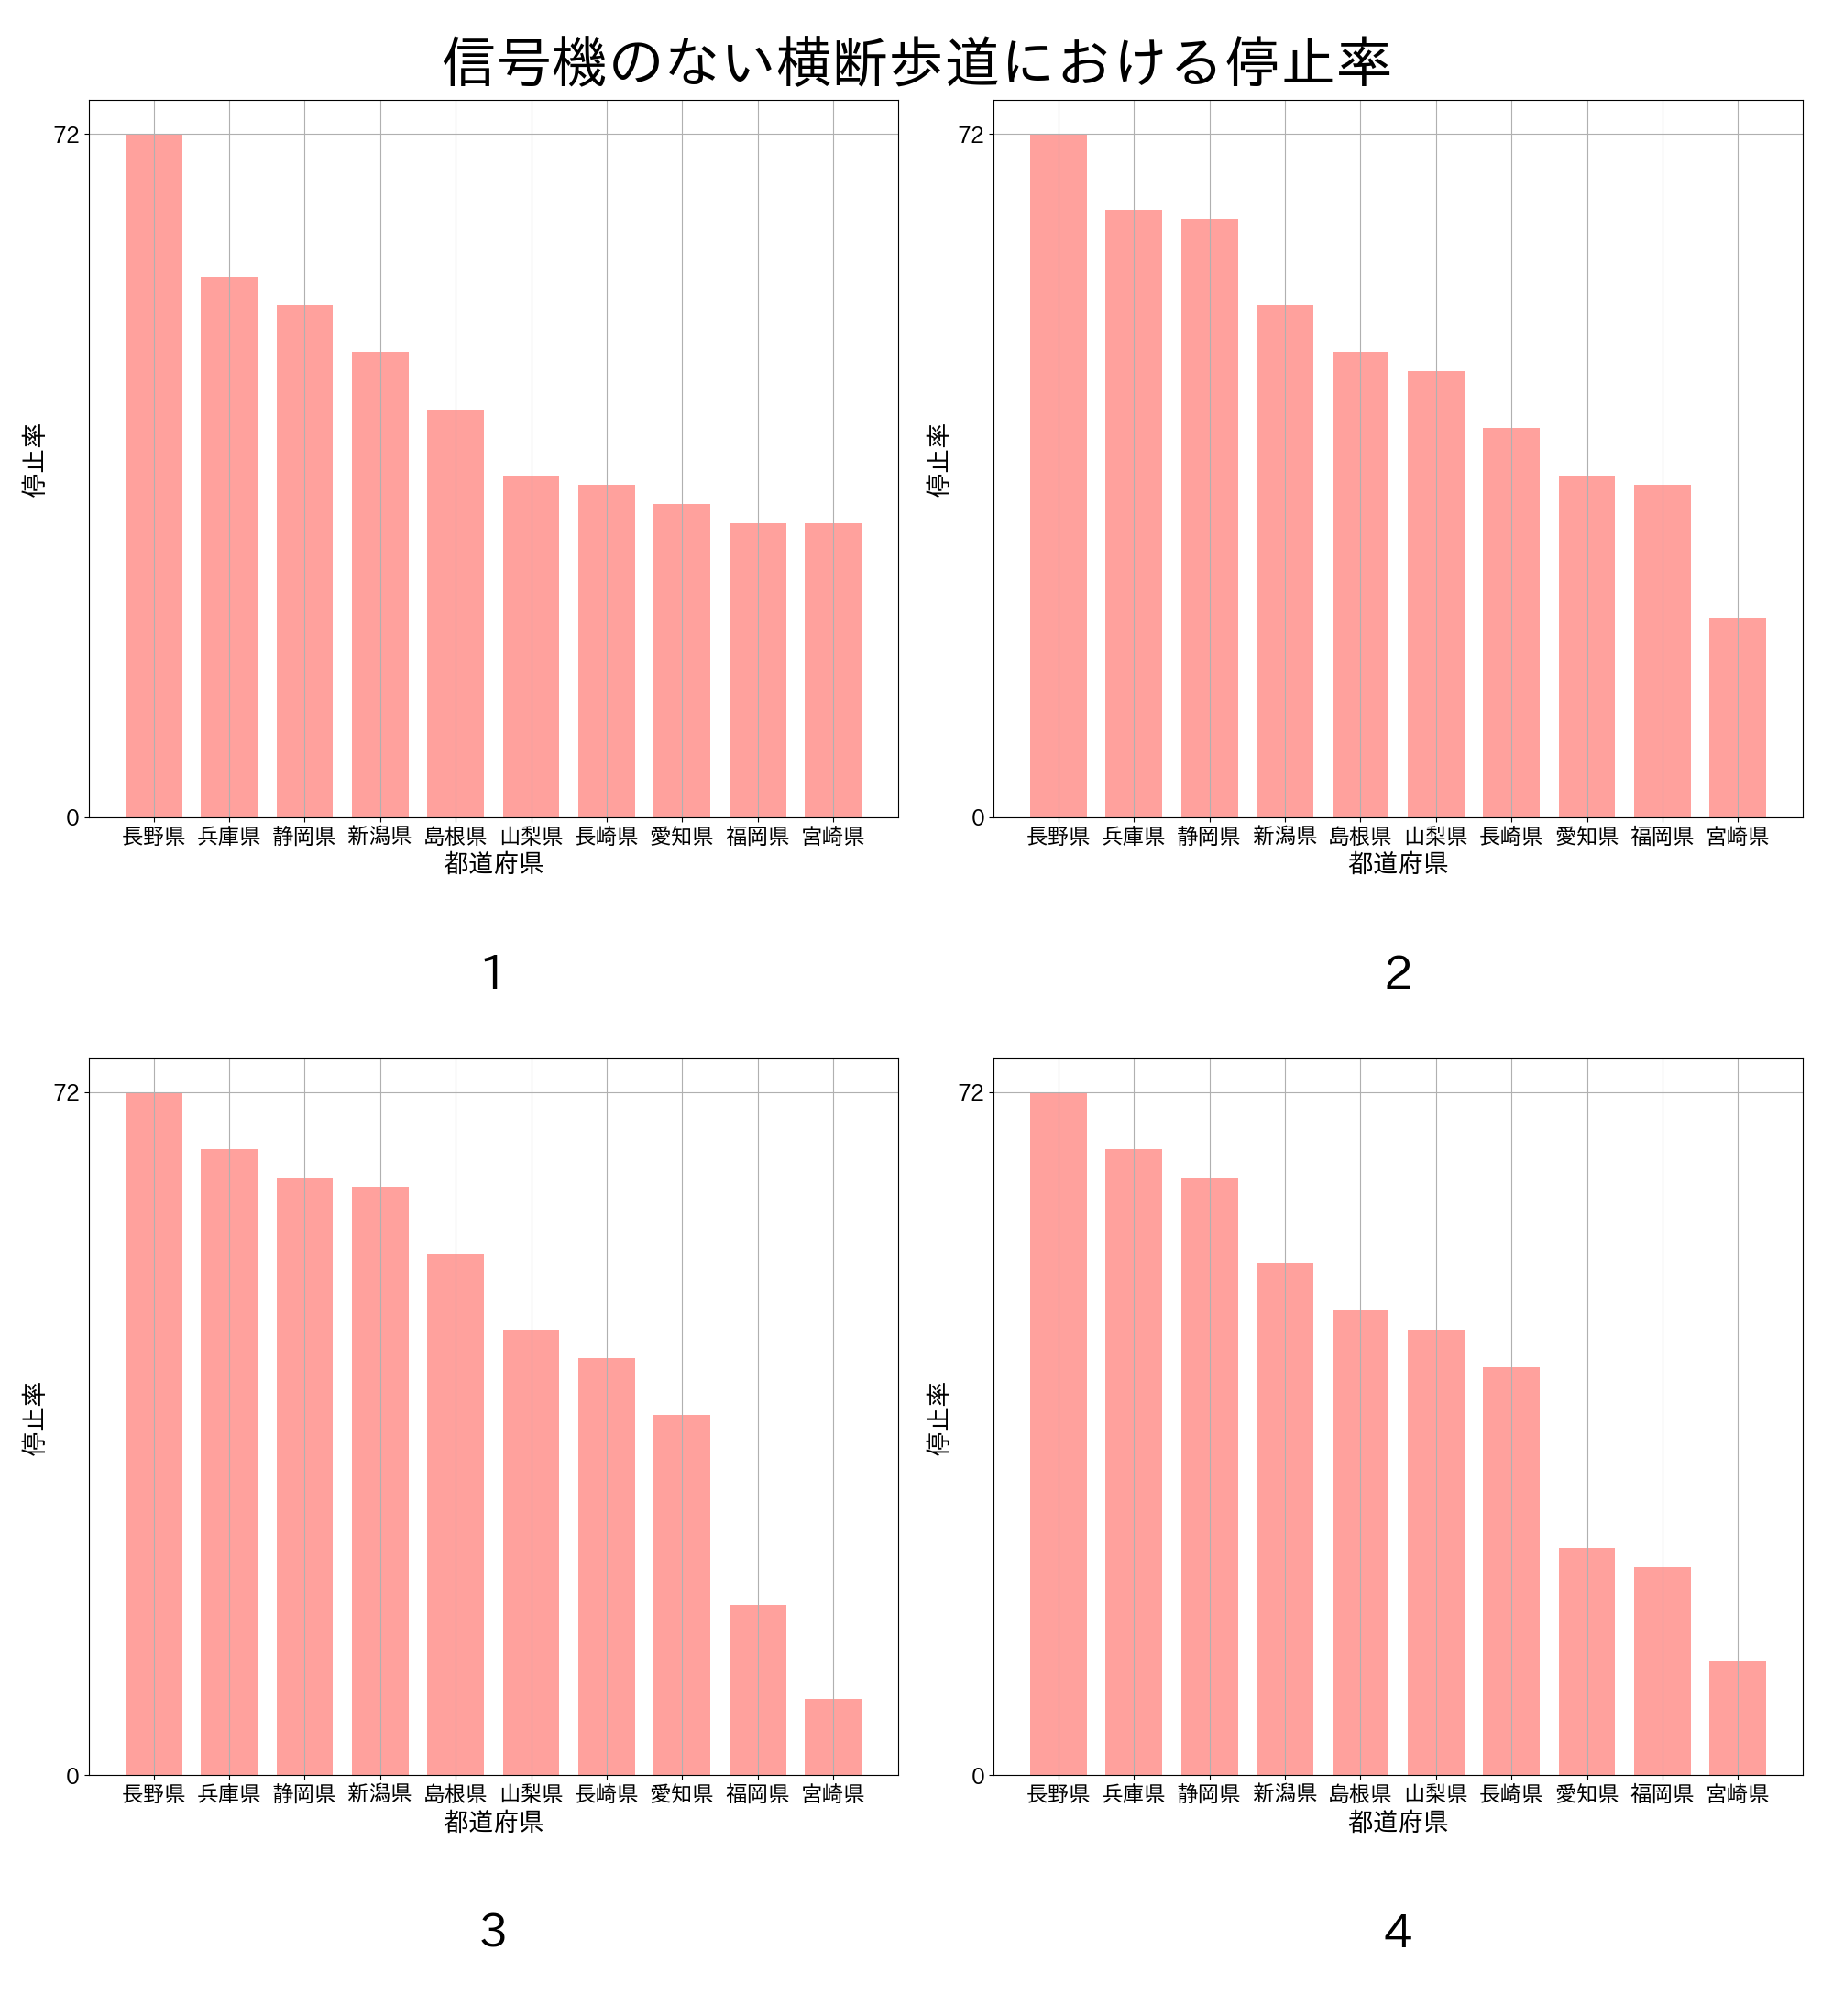 信号機のない横断歩道における停止率
72
0
停止率
長野県 兵庫県 静岡県 新潟県 島根県 山梨県 長崎県 愛知県 福岡県 宮崎県
都道府県
1
72
0
停止率
長野県 兵庫県 静岡県 新潟県 島根県 山梨県 長崎県 愛知県 福岡県 宮崎県
都道府県
2
72
0
停止率
長野県 兵庫県 静岡県 新潟県 島根県 山梨県 長崎県 愛知県 福岡県 宮崎県
都道府県
3
72
0
停止率
長野県 兵庫県 静岡県 新潟県 島根県 山梨県 長崎県 愛知県 福岡県 宮崎県
都道府県
4